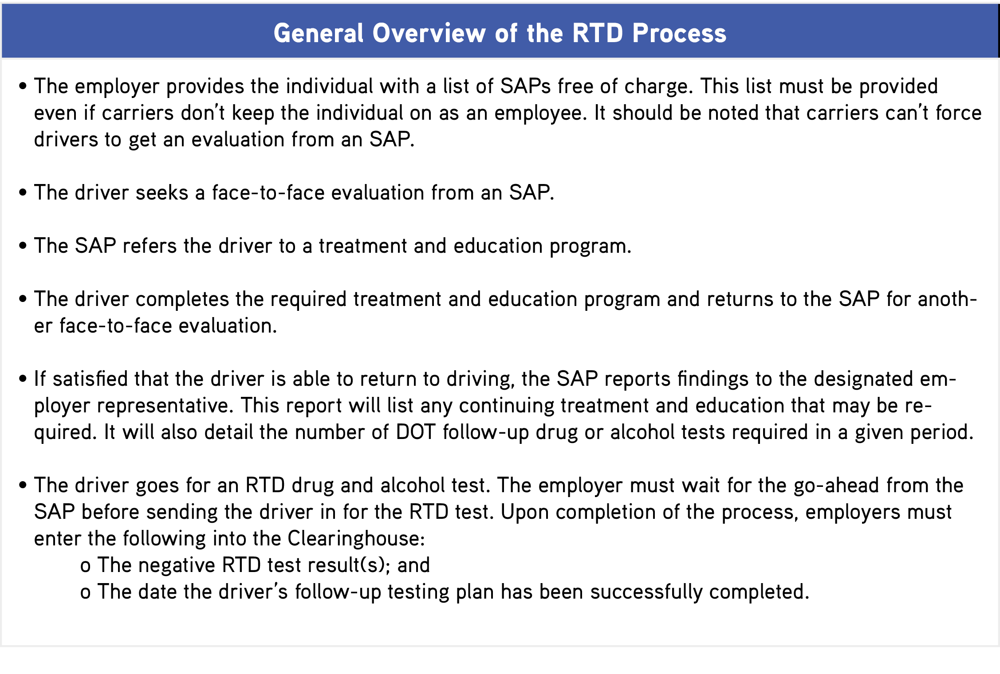 General Overview of the RTD Process
• The employer provides the individual with a list of SAPs free of charge. This list must be provided
even if carriers don’t keep the individual on as an employee. It should be noted that carriers can’t force
drivers to get an evaluation from an SAP.
• The driver seeks a face-to-face evaluation from an SAP.
• The SAP refers the driver to a treatment and education program.
• The driver completes the required treatment and education program and returns to the SAP for anoth-
er face-to-face evaluation.
• If satisfied that the driver is able to return to driving, the SAP reports findings to the designated em-
ployer representative. This report will list any continuing treatment and education that may be re-
quired. It will also detail the number of DOT follow-up drug or alcohol tests required in a given period.
• The driver goes for an RTD drug and alcohol test. The employer must wait for the go-ahead from the
SAP before sending the driver in for the RTD test. Upon completion of the process, employers must
enter the following into the Clearinghouse:
o The negative RTD test result(s); and
o The date the driver’s follow-up testing plan has been successfully completed.